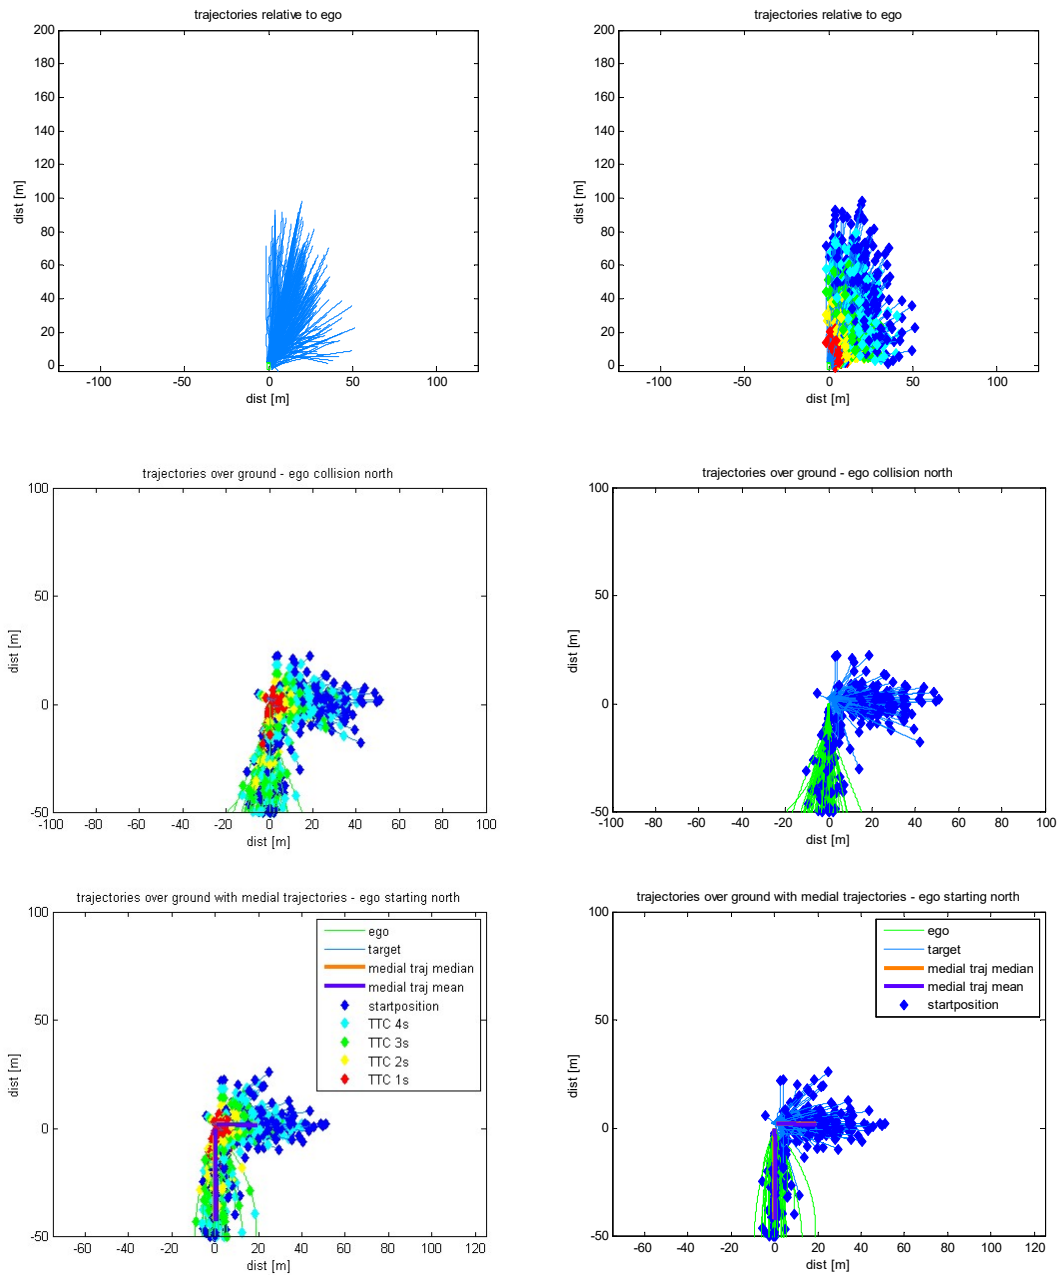 trajectories relative to ego
200
180
160
140
120
100
80
60
40
20
0
dist [m]
-100
-50
0
50
100
dist [m]
trajectories relative to ego
200
180
160
140
120
100
80
60
40
20
0
dist [m]
-100
-50
0
50
100
dist [m]
trajectories over ground - ego collision north
100
50
0
-50
dist [m]
-100
-80
-60
-40
-20
0
20
40
60
80
100
dist [m]
trajectories over ground - ego collision north
100
50
0
-50
dist [m]
-100
-80
-60
-40
-20
0
20
40
60
80
100
dist [m]
trajectories over ground with medial trajectories - ego starting north
100
50
0
-50
dist [m]
ego
target
medial traj median
medial traj mean
startposition
TTC 4s
TTC 3s
TTC 2s
TTC 1s
-60
-40
-20
0
20
40
60
80
100
120
dist [m]
trajectories over ground with medial trajectories - ego starting north
100
50
0
-50
dist [m]
ego
target
medial traj median
medial traj mean
startposition
-60
-40
-20
0
20
40
60
80
100
120
dist [m]